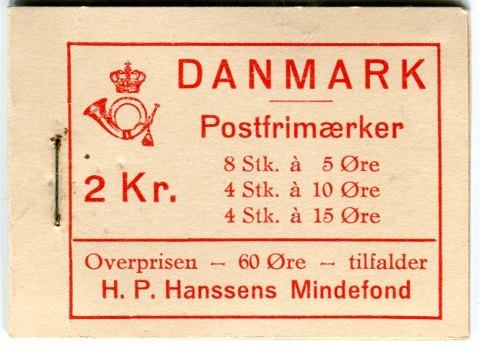 DANMARK
Postfrimærker
8 Stk. à 5 Øre
2 Kr.
4 Stk. à 10 Øre
4 Stk. à 15 Øre
Overprisen – 60 Øre – tilfalder
H. P. Hanssens Mindefond